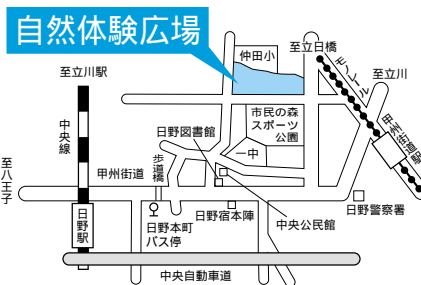 自然体験広場
仲田小
至立日橋
モノレール
至立川駅
至立川
市民の森
スポーツ
公園
甲州街道駅
中央線
日野図書館
一中
歩道橋
至八王子
甲州街道
日野駅
日野本町
バス停
日野宿本陣
中央公民館
日野警察署
中央自動車道